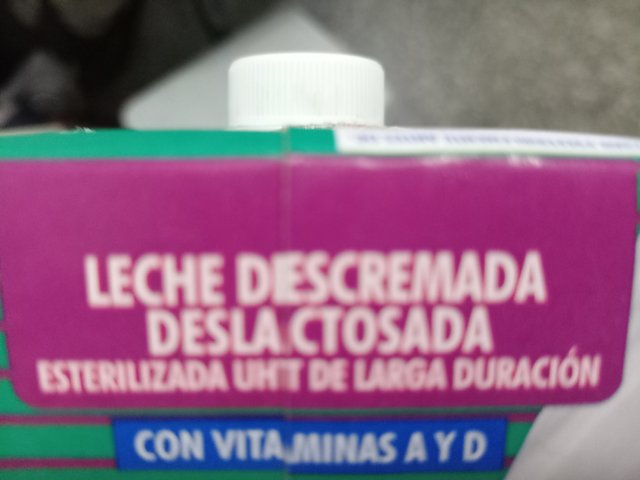 LECHE DESCREMADA
DESLACTOSADA
ESTERILIZADA UHT DE LARGA DURACIÓN
CON VITAMINAS A Y D